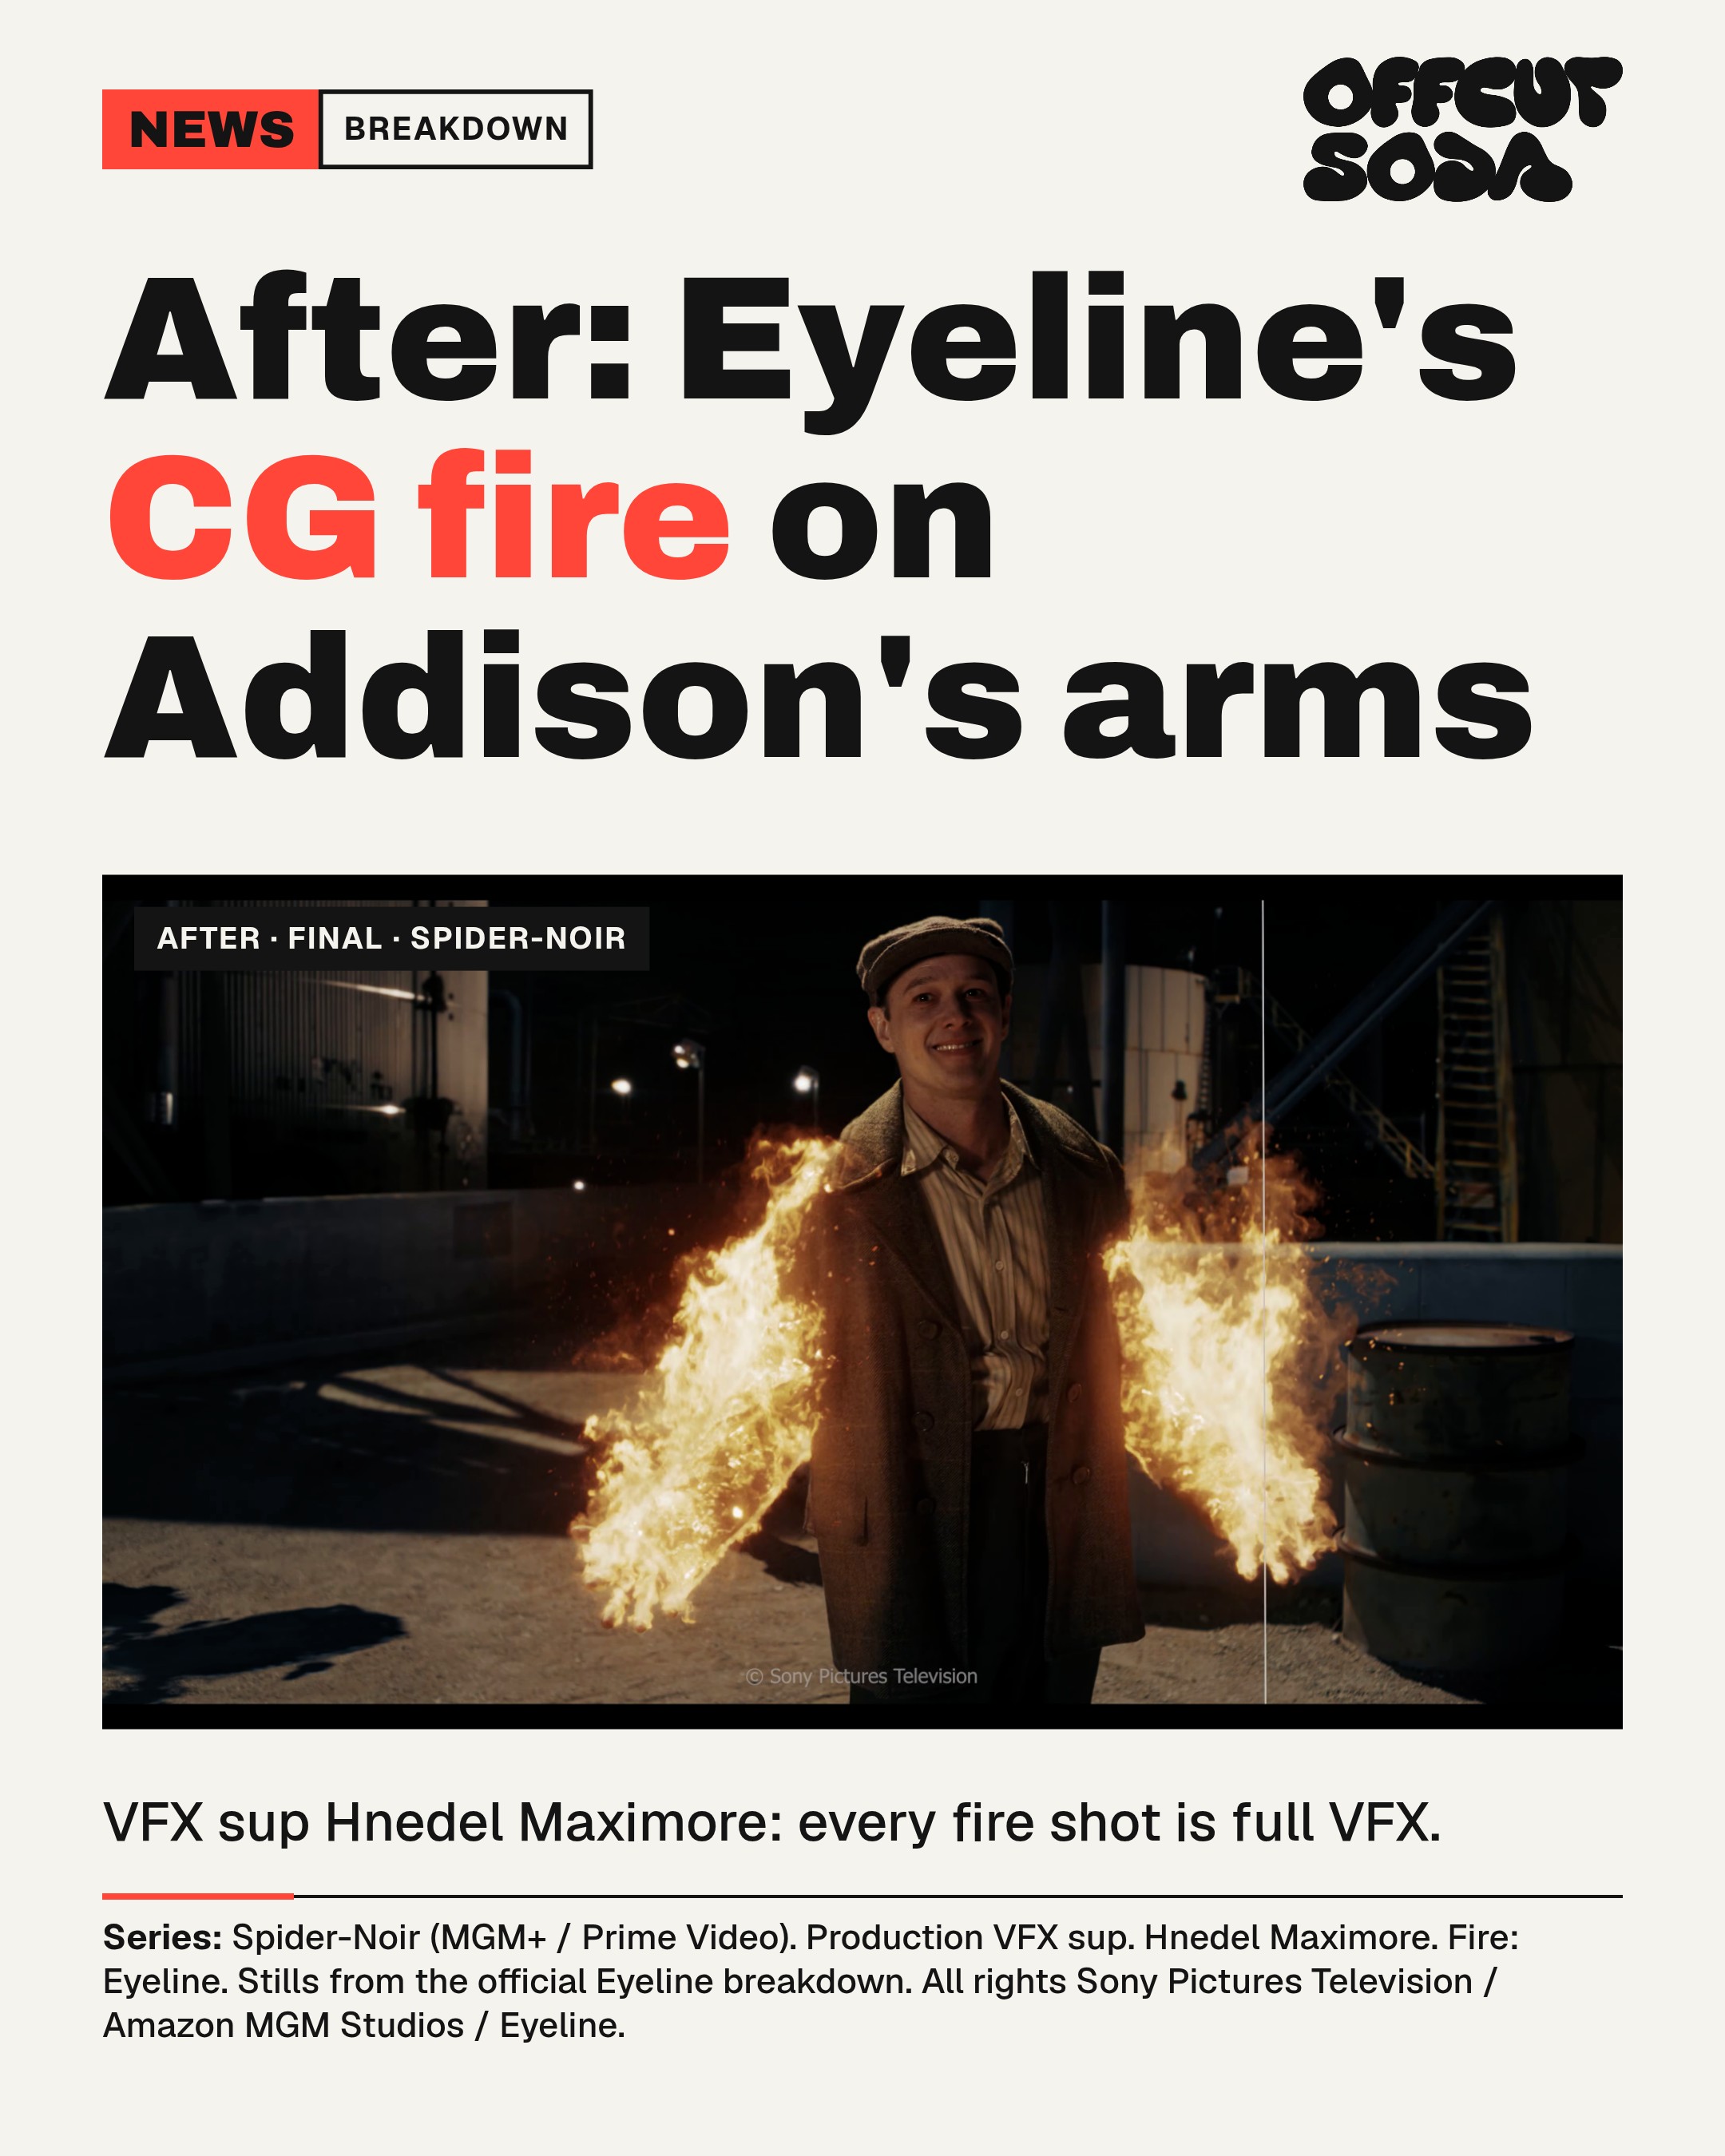 NEWS BREAKDOWN
OFFCUT
SODA
After: Eyeline's
CG fire on
Addison's arms
AFTER · FINAL · SPIDER-NOIR
© Sony Pictures Television
VFX sup Hnedel Maximore: every fire shot is full VFX.
Series: Spider-Noir (MGM+ / Prime Video). Production VFX sup. Hnedel Maximore. Fire:
Eyeline. Stills from the official Eyeline breakdown. All rights Sony Pictures Television /
Amazon MGM Studios / Eyeline.